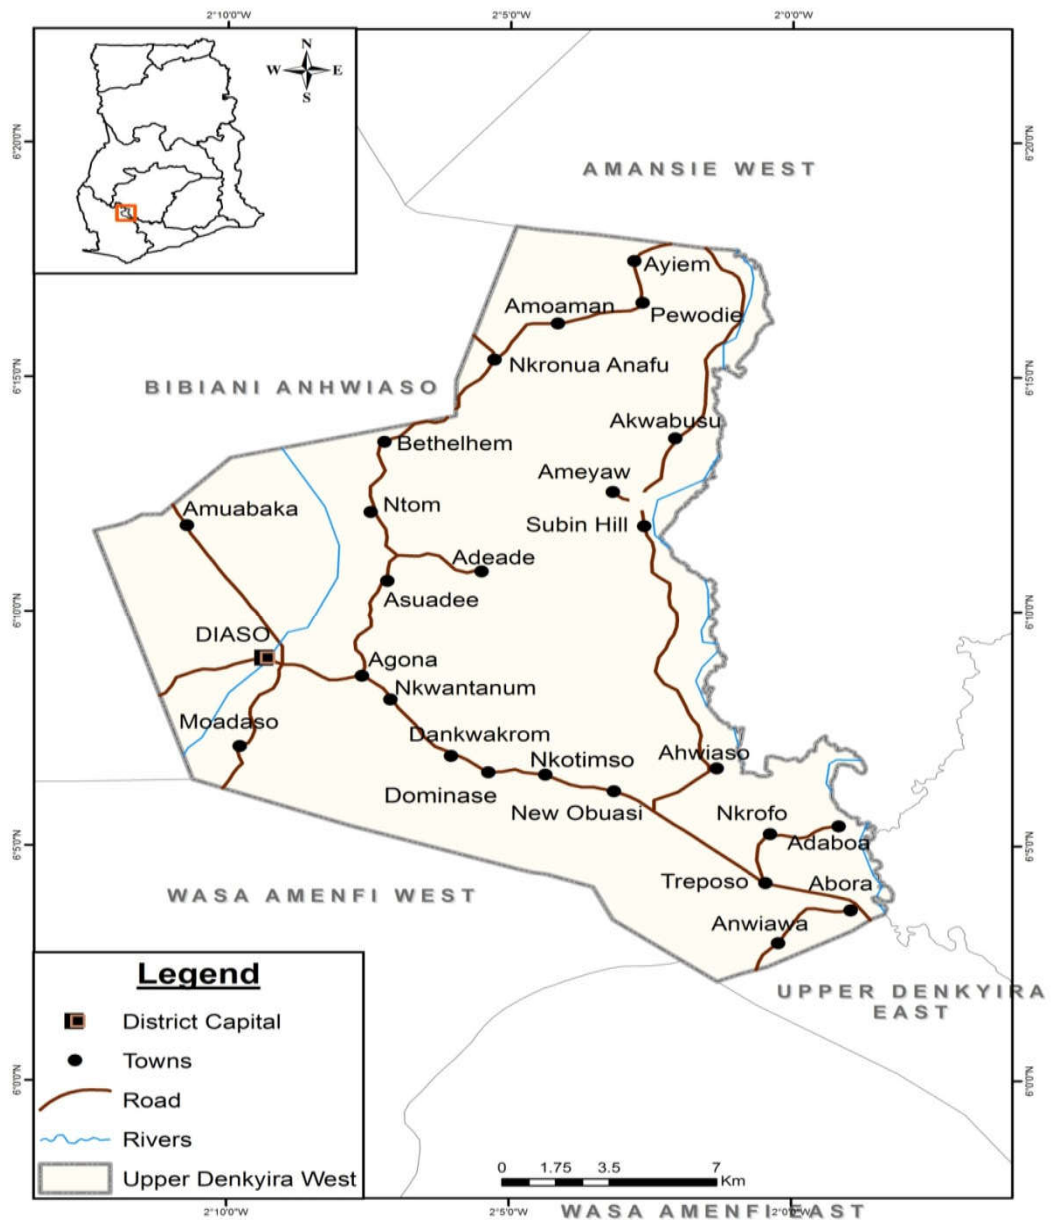 2°10'0"W
2°5'0"W
2°0'0"W
N
W
E
S
6°20'0"N
6°20'0"N
AMANSIE WEST
Ayiem
Amoaman
Pewodie
Nkronua Anafu
6°15'0"N
6°15'0"N
BIBIANI ANHWIASO
Akwabusu
Bethelhem
Ameyaw
Amuabaka
Ntom
Subin Hill
Adeade
Asuadee
6°10'0"N
6°10'0"N
DIASO
Agona
Nkwantanum
Moadaso
Dankwakrom
Nkotimso
Ahwiaso
Dominase
New Obuasi
Nkrofo
Adaboa
6°5'0"N
6°5'0"N
Treposo
Abora
WASA AMENFI WEST
Anwiawa
UPPER DENKYIRA
EAST
Legend
District Capital
Towns
Road
Rivers
Upper Denkyira West
6°0'0"N
6°0'0"N
0 1.75 3.5 7
Km
2°10'0"W
2°5'0"W
2°0'0"W
WASA AMENFI EAST